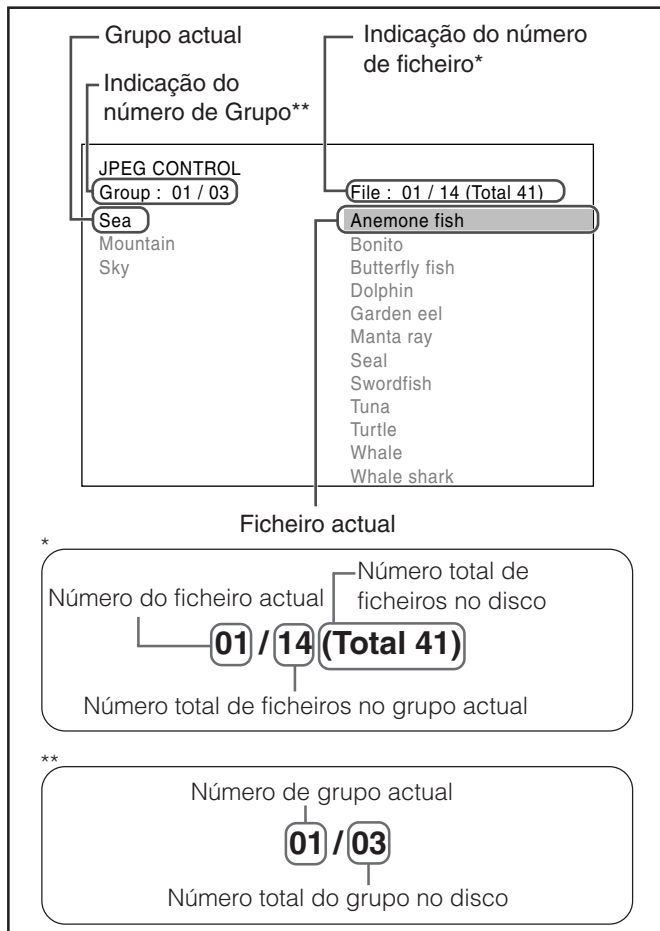 Grupo actual
Indicação do
número de Grupo**
Indicação do número
de ficheiro*
JPEG CONTROL
Group : 01 / 03
Sea
Mountain
Sky
File : 01 / 14 (Total 41)
Anemone fish
Bonito
Butterfly fish
Dolphin
Garden eel
Manta ray
Seal
Swordfish
Tuna
Turtle
Whale
Whale shark
Ficheiro actual
*
Número do ficheiro actual
Número total de
ficheiros no disco
01 / 14 (Total 41)
Número total de ficheiros no grupo actual
**
Número de grupo actual
01 / 03
Número total do grupo no disco